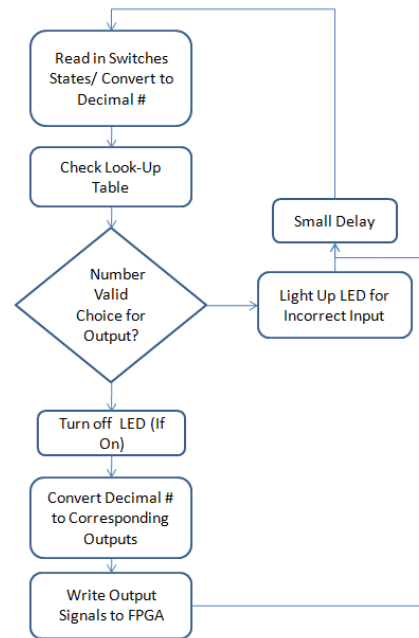 Read in Switches
States/ Convert to
Decimal #
Check Look-Up
Table
Small Delay
Number
Valid
Choice for
Output?
Light Up LED for
Incorrect Input
Turn off LED (If
On)
Convert Decimal #
to Corresponding
Outputs
Write Output
Signals to FPGA